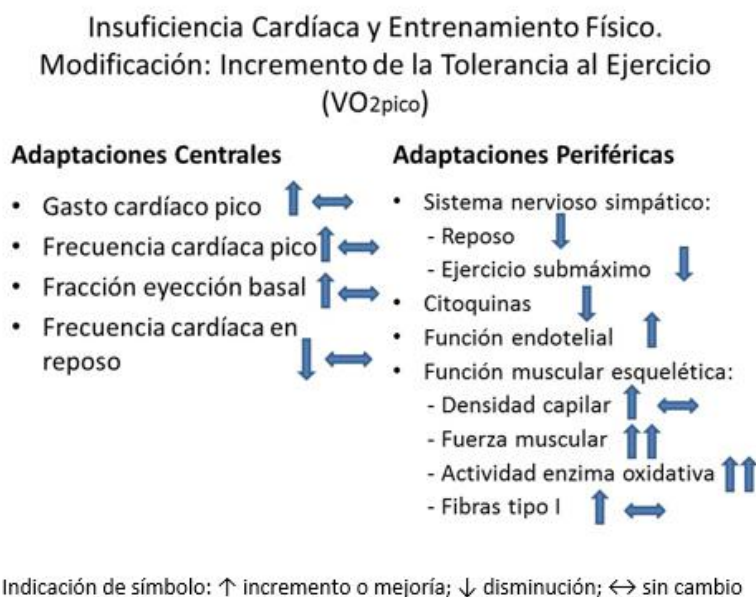 Insuficiencia Cardíaca y Entrenamiento Físico.
Modificación: Incremento de la Tolerancia al Ejercicio
(VO2pico)
Adaptaciones Centrales
• Gasto cardíaco pico ↑ ↔
• Frecuencia cardíaca pico ↑ ↔
• Fracción eyección basal ↑ ↔
• Frecuencia cardíaca en
reposo ↓ ↔
Adaptaciones Periféricas
• Sistema nervioso simpático:
- Reposo ↓
- Ejercicio submáximo ↓
• Citoquinas ↓
• Función endotelial ↑
• Función muscular esquelética:
- Densidad capilar ↑ ↔
- Fuerza muscular ↑↑
- Actividad enzima oxidativa ↑↑
- Fibras tipo I ↑ ↔
Indicación de símbolo: ↑ incremento o mejoría; ↓ disminución; ↔ sin cambio